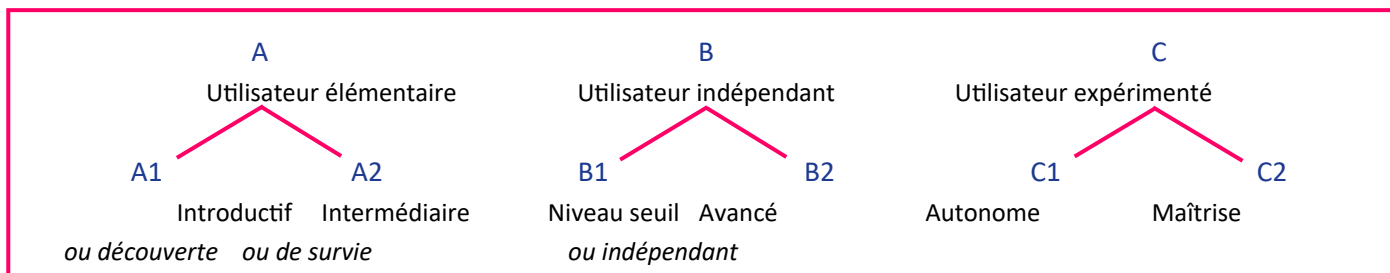 A B C
Utilisateur élémentaire Utilisateur indépendant Utilisateur expérimenté
A1 A2 B1 B2 C1 C2
Introductif Intermédiaire Niveau seuil Avancé Autonome Maîtrise
ou découverte ou de survie ou indépendant